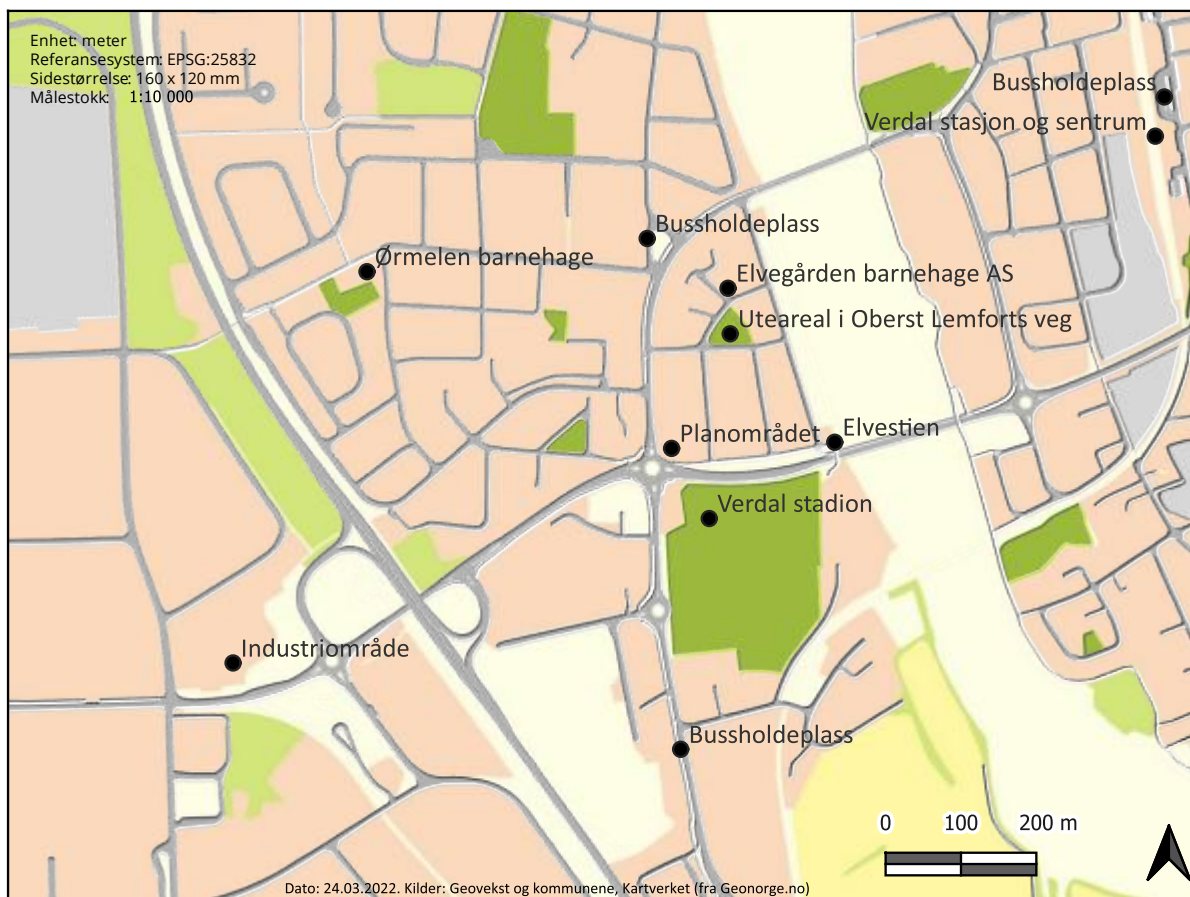 Enhet: meter
Referansesystem: EPSG:25832
Sidestørrelse: 160 x 120 mm
Målestokk: 1:10 000
Bussholdeplass
Verdal stasjon og sentrum
Bussholdeplass
Ørmelen barnehage
Elvegården barnehage AS
Uteareal i Oberst Lemforts veg
Planområdet
Elvestien
Verdal stadion
Industriområde
Bussholdeplass
0 100 200 m
Dato: 24.03.2022. Kilder: Geovekst og kommunene, Kartverket (fra Geonorge.no)